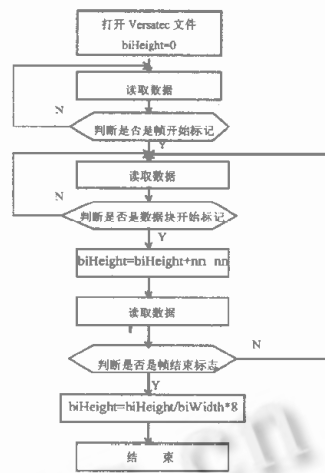 打开 Versatec 文件
biHeight=0
读取数据
N
判断是否是帧开始标记
Y
读取数据
N
判断是否是数据块开始标记
Y
biHeight=biHeight+nn nn
读取数据
N
判断是否是帧结束标志
Y
biHeight=biHeight/biWidth*8
结 束